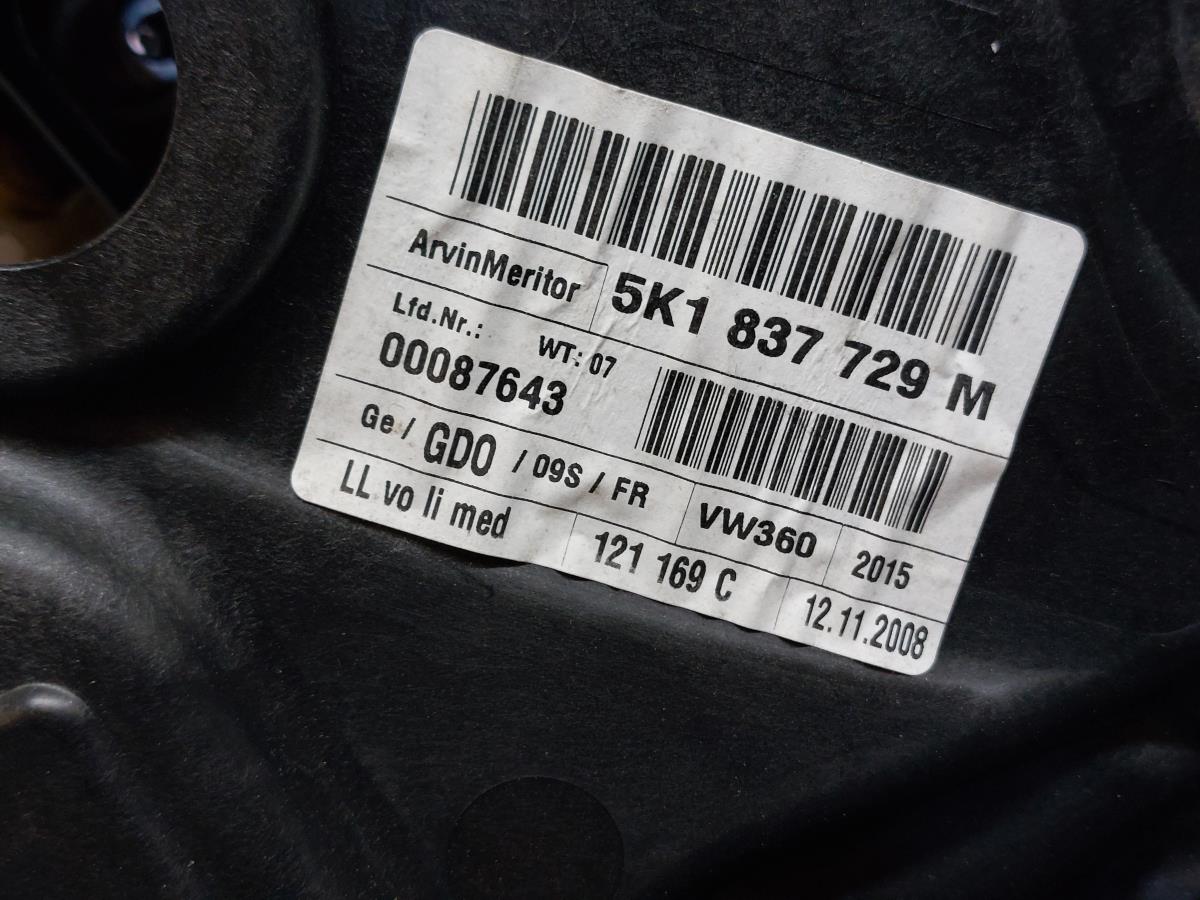 ArvinMeritor 5K1 837 729 M
Lfd.Nr.: WT: 07
00087643
Ge / GDO / 09S / FR VW360 2015
LL vo li med 121 169 C 12.11.2008